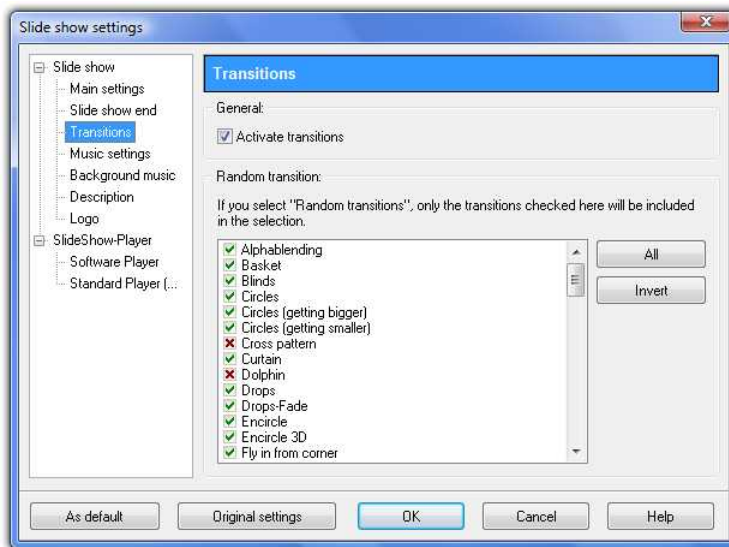 Slide show settings
Slide show
Main settings
Slide show end
Transitions
Music settings
Background music
Description
Logo
SlideShow-Player
Software Player
Standard Player (...
Transitions
General:
Activate transitions
Random transition:
If you select "Random transitions", only the transitions checked here will be included
in the selection.
Alphablending
Basket
Blinds
Circles
Circles (getting bigger)
Circles (getting smaller)
Cross pattern
Curtain
Dolphin
Drops
Drops-Fade
Encircle
Encircle 3D
Fly in from corner
All
Invert
As default
Original settings
OK
Cancel
Help